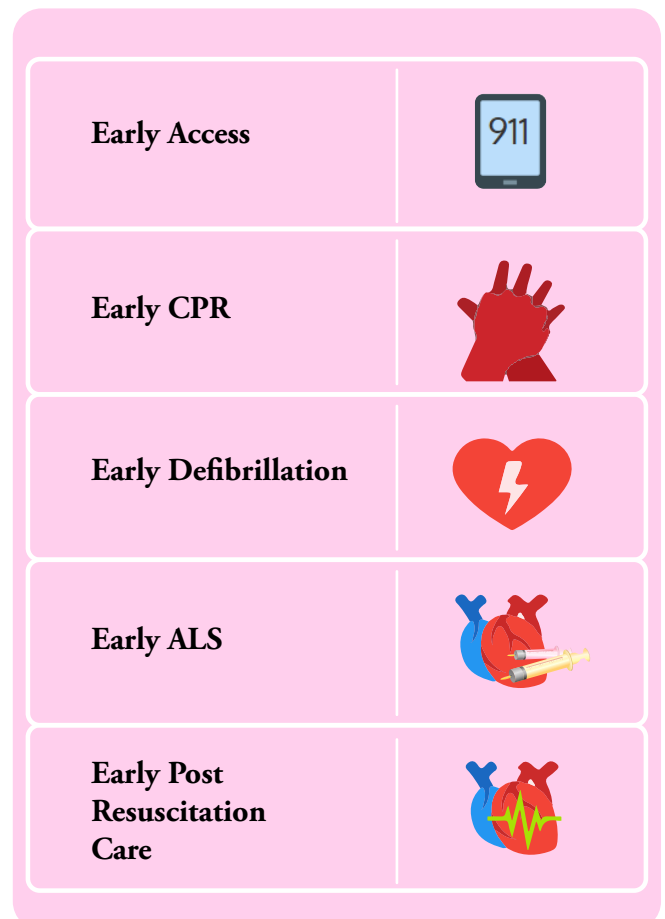 Early Access
911
Early CPR
Early Defibrillation
Early ALS
Early Post
Resuscitation
Care